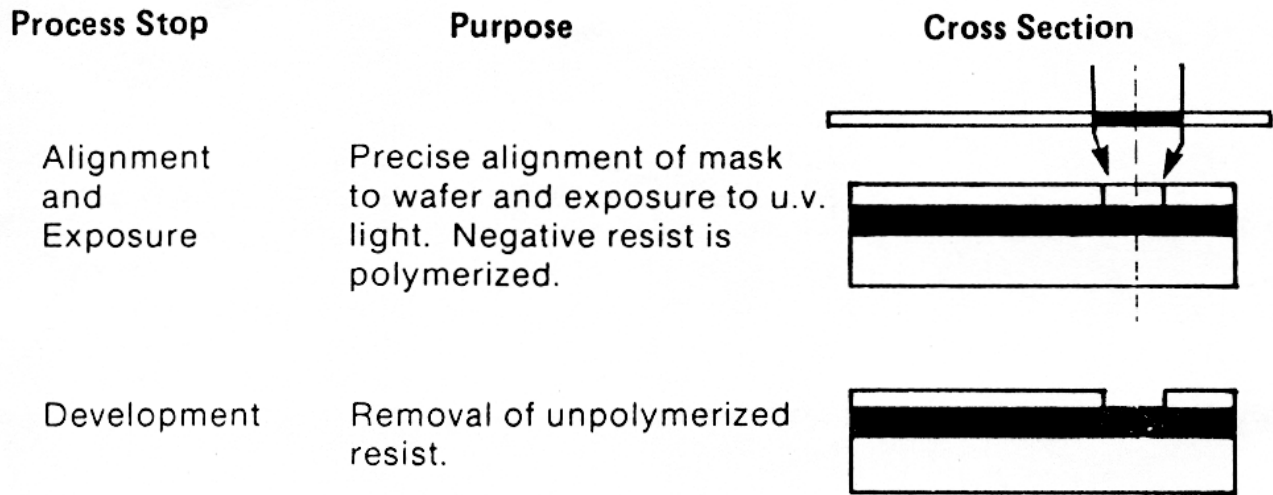 Process Stop Purpose Cross Section
Alignment
and
Exposure
Precise alignment of mask
to wafer and exposure to u.v.
light. Negative resist is
polymerized.
Development
Removal of unpolymerized
resist.